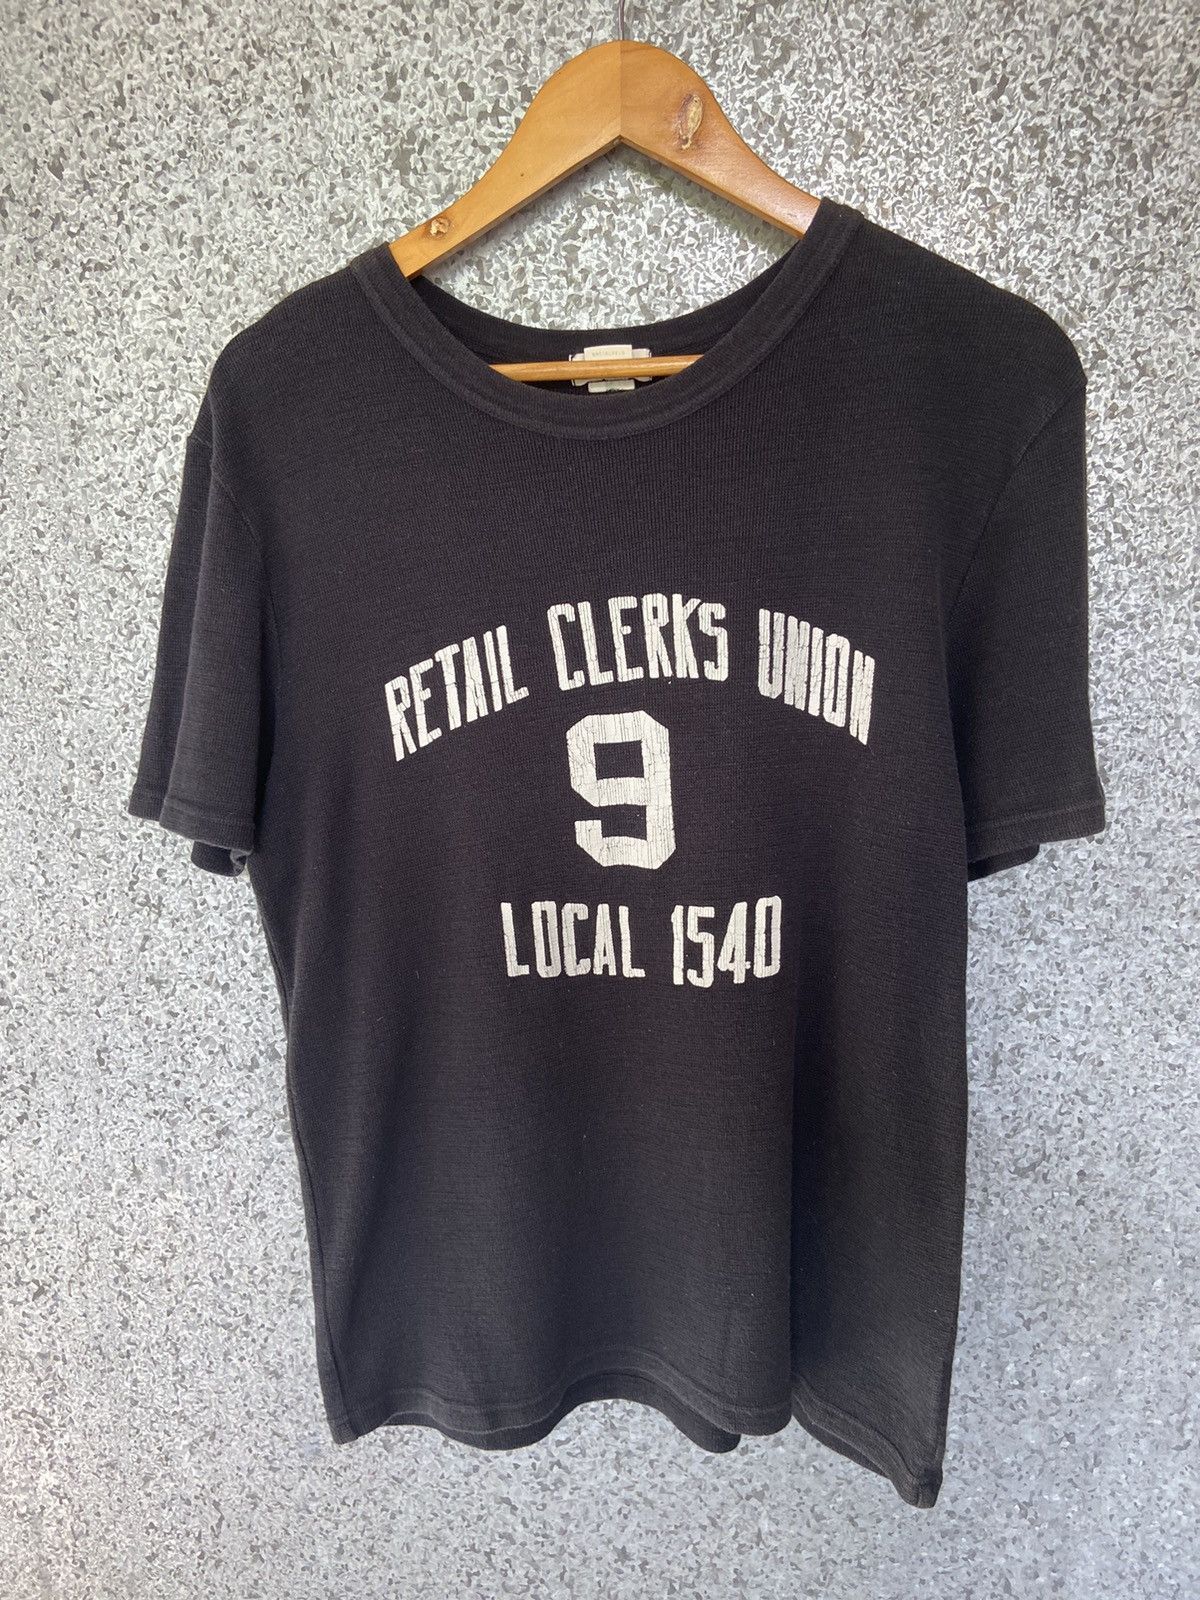 RETAIL CLERKS UNION
9
LOCAL 1540